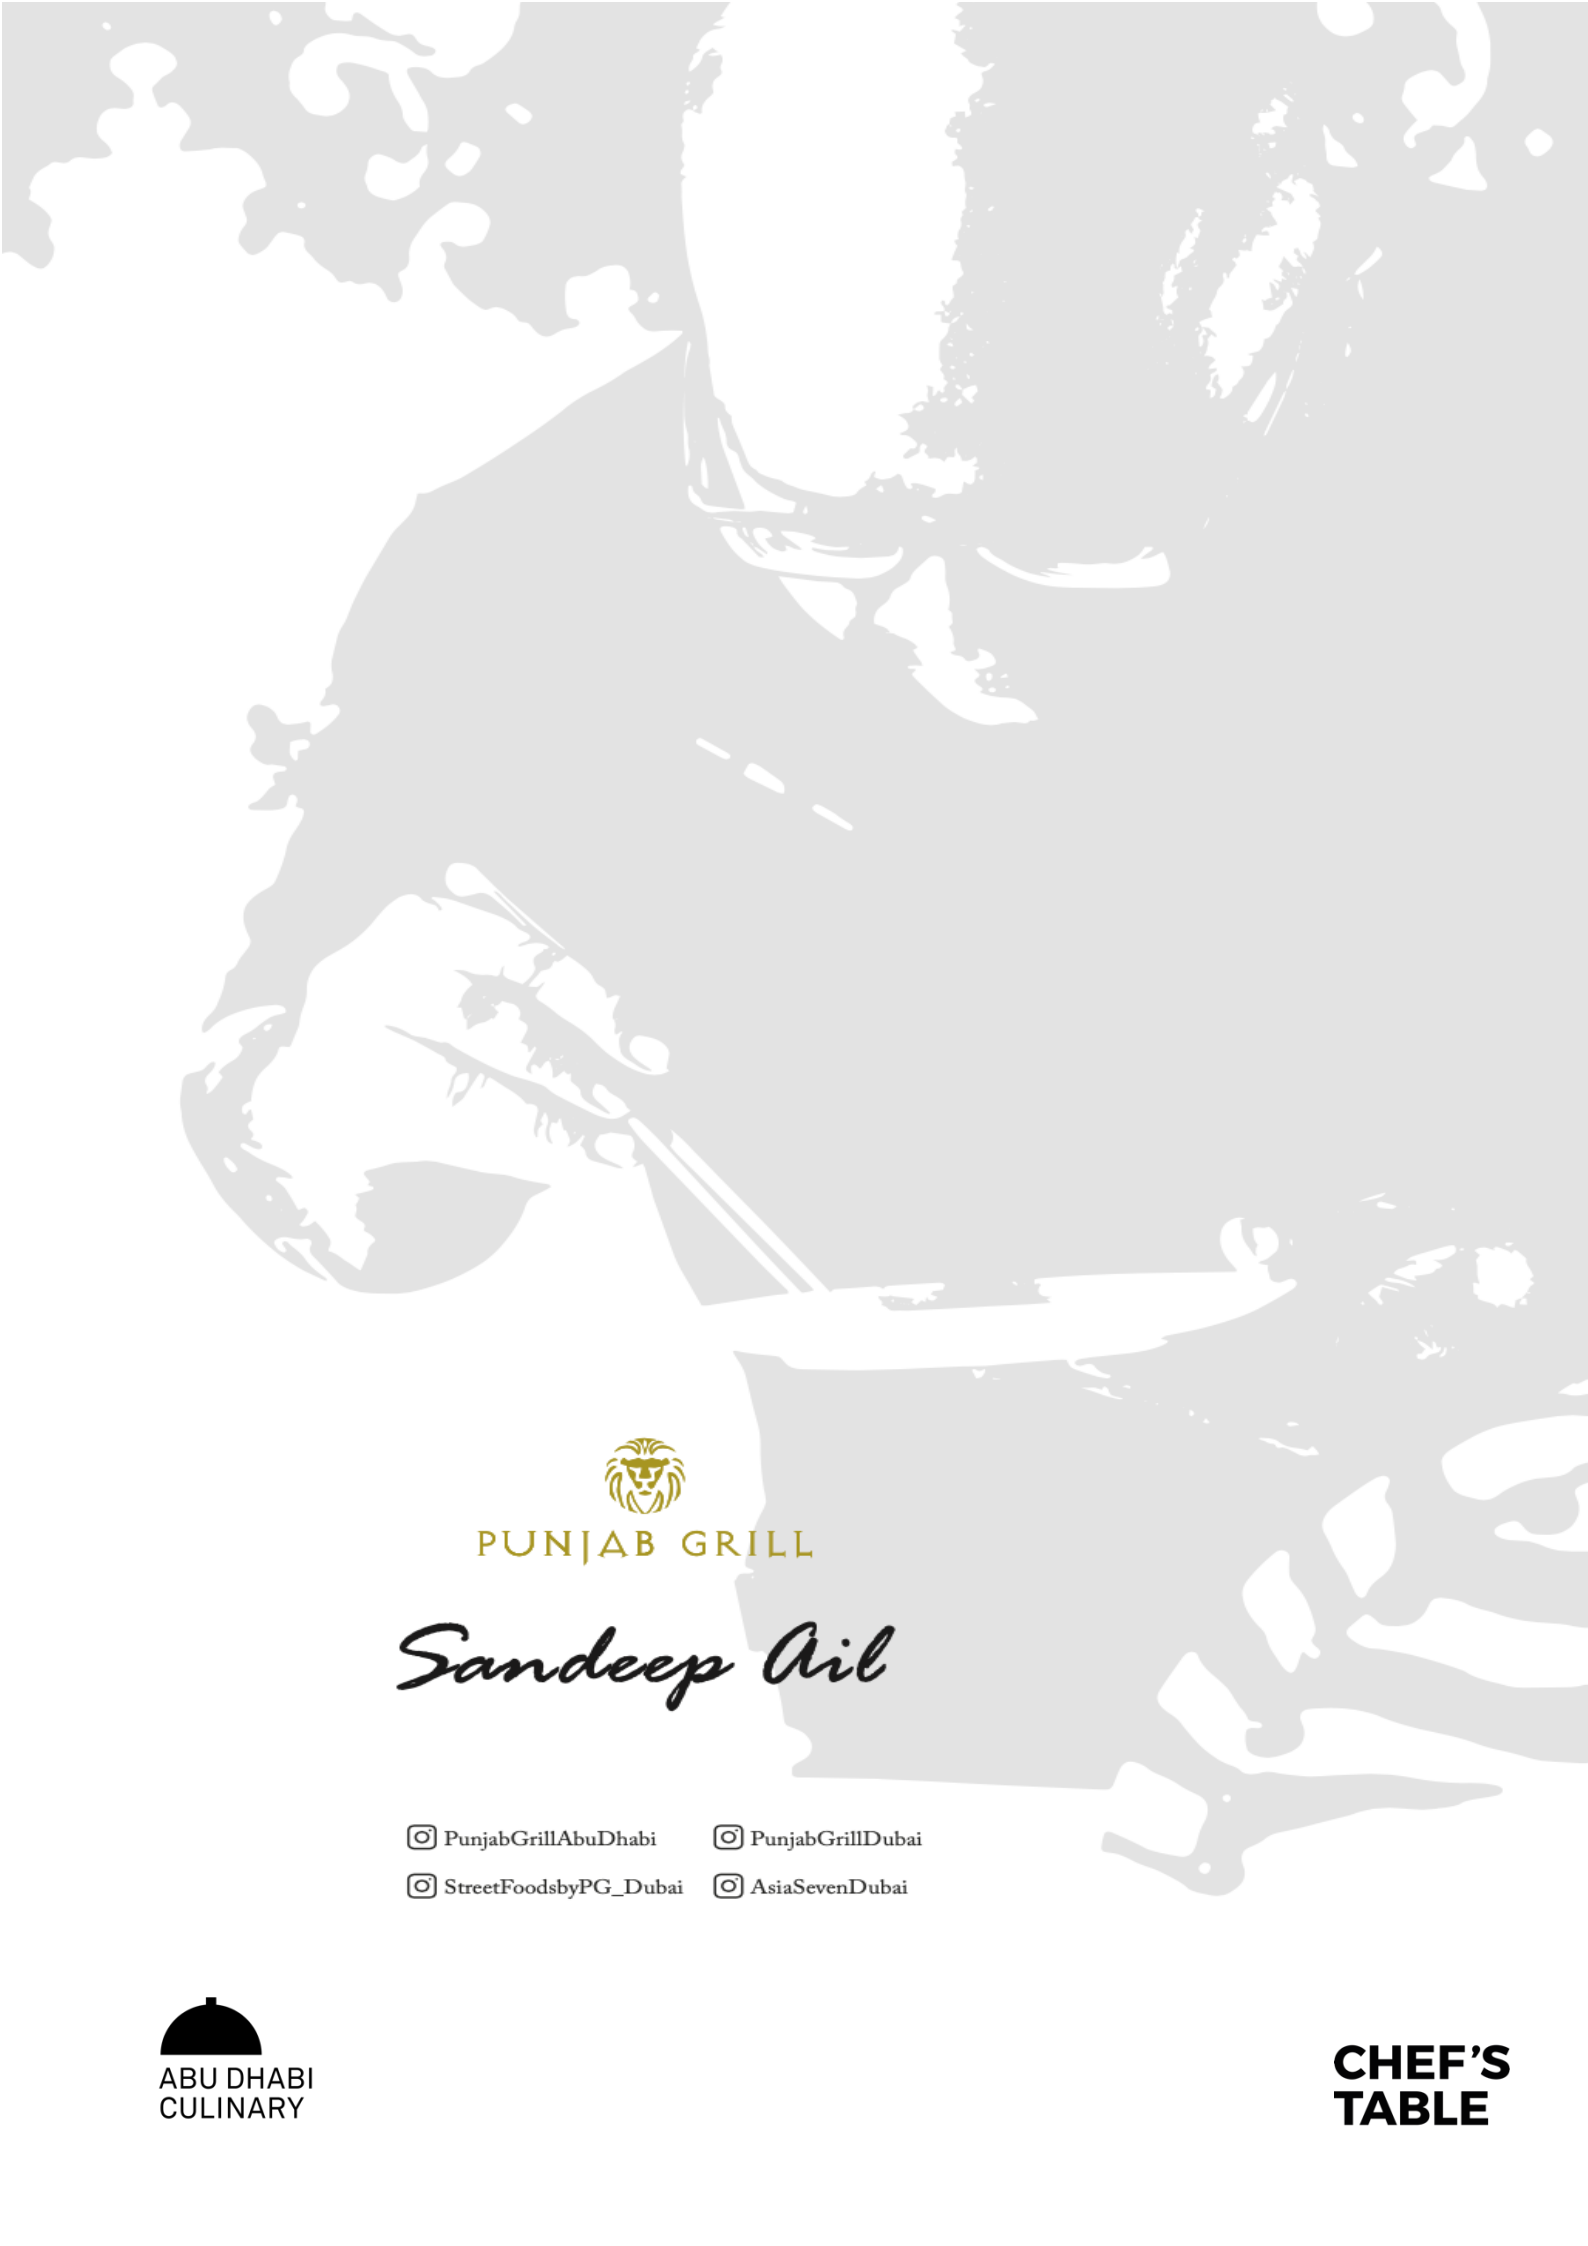 PUNJAB GRILL
Sandeep Ail
PunjabGrillAbuDhabi
PunjabGrillDubai
StreetFoodsbyPG_Dubai
AsiaSevenDubai
ABU DHABI
CULINARY
CHEF'S
TABLE